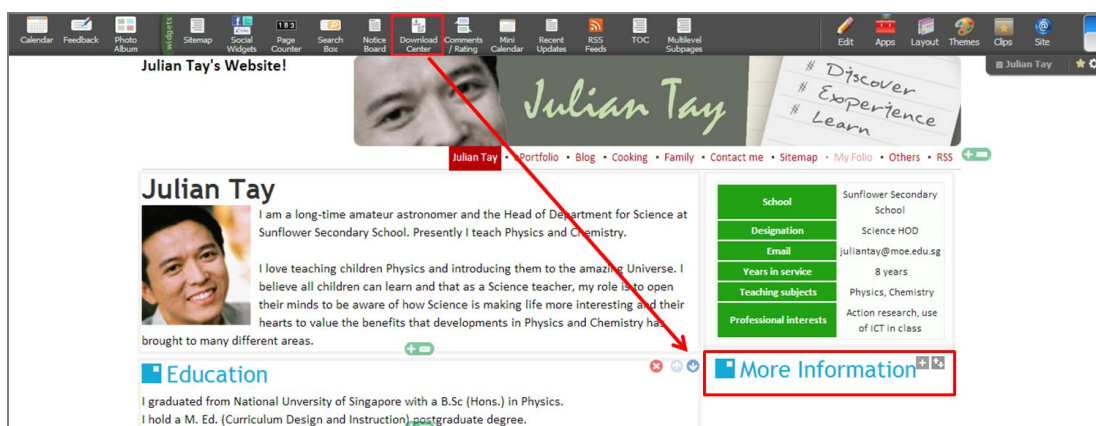 Calendar Feedback Photo Album widgets Sitemap Social Widgets Page Counter Search Box Notice Board Download Center Comments / Rating Mini Calendar Recent Updates RSS Feeds TOC Multilevel Subpages Edit Apps Layout Themes Clips Site
Julian Tay's Website!
Julian Tay
Julian Tay
# Discover
# Experience
# Learn
Julian Tay • ePortfolio • Blog • Cooking • Family • Contact me • Sitemap • My Folio • Others • RSS
Julian Tay
I am a long-time amateur astronomer and the Head of Department for Science at
Sunflower Secondary School. Presently I teach Physics and Chemistry.
I love teaching children Physics and introducing them to the amazing Universe. I
believe all children can learn and that as a Science teacher, my role is to open
their minds to be aware of how Science is making life more interesting and their
hearts to value the benefits that developments in Physics and Chemistry has
brought to many different areas.
School Sunflower Secondary
School
Designation Science HOD
Email juliantay@moe.edu.sg
Years in service 8 years
Teaching subjects Physics, Chemistry
Professional interests Action research, use
of ICT in class
Education
I graduated from National Unversity of Singapore with a B.Sc (Hons.) in Physics.
I hold a M. Ed. (Curriculum Design and Instruction) postgraduate degree.
More Information